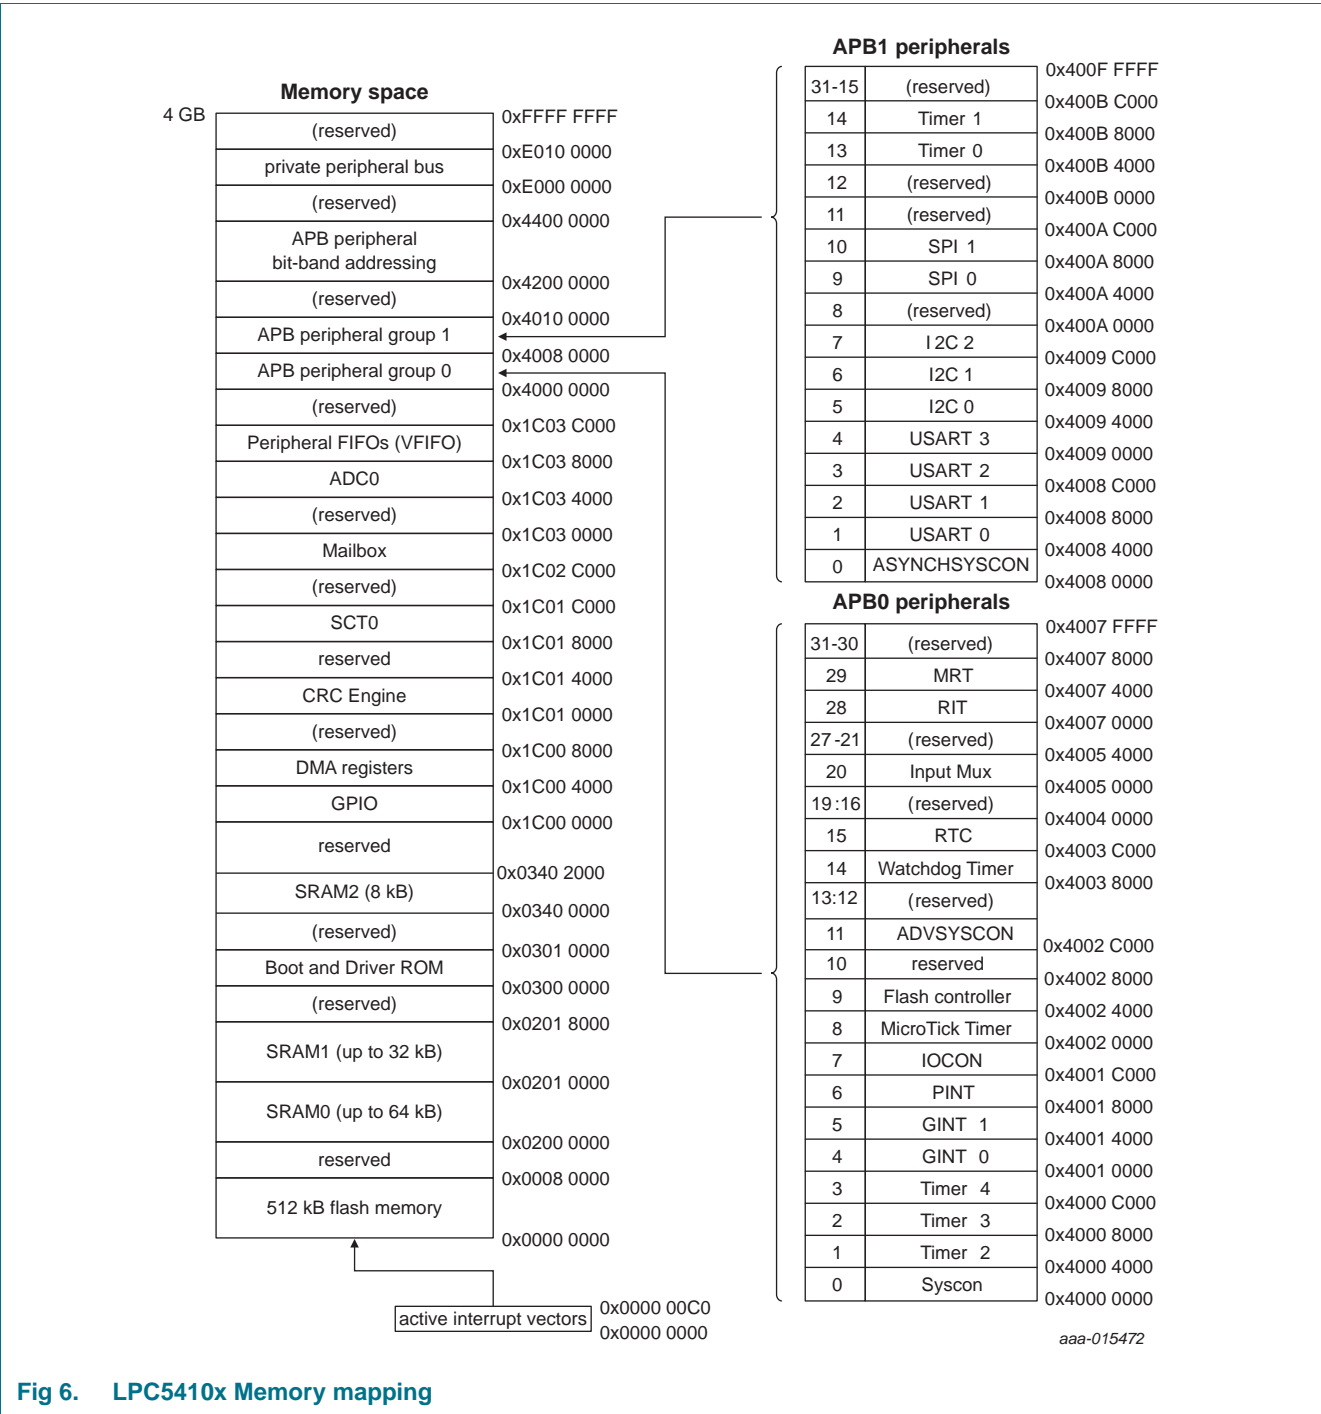 Memory space
4 GB
0xFFFF FFFF
(reserved)
0xE010 0000
private peripheral bus
0xE000 0000
(reserved)
0x4400 0000
APB peripheral
bit-band addressing
0x4200 0000
(reserved)
0x4010 0000
APB peripheral group 1
0x4008 0000
APB peripheral group 0
0x4000 0000
(reserved)
0x1C03 C000
Peripheral FIFOs (VFIFO)
0x1C03 8000
ADC0
0x1C03 4000
(reserved)
0x1C03 0000
Mailbox
0x1C02 C000
(reserved)
0x1C01 C000
SCT0
0x1C01 8000
reserved
0x1C01 4000
CRC Engine
0x1C01 0000
(reserved)
0x1C00 8000
DMA registers
0x1C00 4000
GPIO
0x1C00 0000
reserved
0x0340 2000
SRAM2 (8 kB)
0x0340 0000
(reserved)
0x0301 0000
Boot and Driver ROM
0x0300 0000
(reserved)
0x0201 8000
SRAM1 (up to 32 kB)
0x0201 0000
SRAM0 (up to 64 kB)
0x0200 0000
reserved
0x0008 0000
512 kB flash memory
0x0000 0000
active interrupt vectors
0x0000 00C0
0x0000 0000
APB1 peripherals
0x400F FFFF
31-15 (reserved)
0x400B C000
14 Timer 1
0x400B 8000
13 Timer 0
0x400B 4000
12 (reserved)
0x400B 0000
11 (reserved)
0x400A C000
10 SPI 1
0x400A 8000
9 SPI 0
0x400A 4000
8 (reserved)
0x400A 0000
7 I2C 2
0x4009 C000
6 I2C 1
0x4009 8000
5 I2C 0
0x4009 4000
4 USART 3
0x4009 0000
3 USART 2
0x4008 C000
2 USART 1
0x4008 8000
1 USART 0
0x4008 4000
0 ASYNCHSYSCON
0x4008 0000
APB0 peripherals
0x4007 FFFF
31-30 (reserved)
0x4007 8000
29 MRT
0x4007 4000
28 RIT
0x4007 0000
27-21 (reserved)
0x4005 4000
20 Input Mux
0x4005 0000
19:16 (reserved)
0x4004 0000
15 RTC
0x4003 C000
14 Watchdog Timer
0x4003 8000
13:12 (reserved)
11 ADVSYSCON
0x4002 C000
10 reserved
0x4002 8000
9 Flash controller
0x4002 4000
8 MicroTick Timer
0x4002 0000
7 IOCON
0x4001 C000
6 PINT
0x4001 8000
5 GINT 1
0x4001 4000
4 GINT 0
0x4001 0000
3 Timer 4
0x4000 C000
2 Timer 3
0x4000 8000
1 Timer 2
0x4000 4000
0 Syscon
0x4000 0000
aaa-015472
Fig 6. LPC5410x Memory mapping